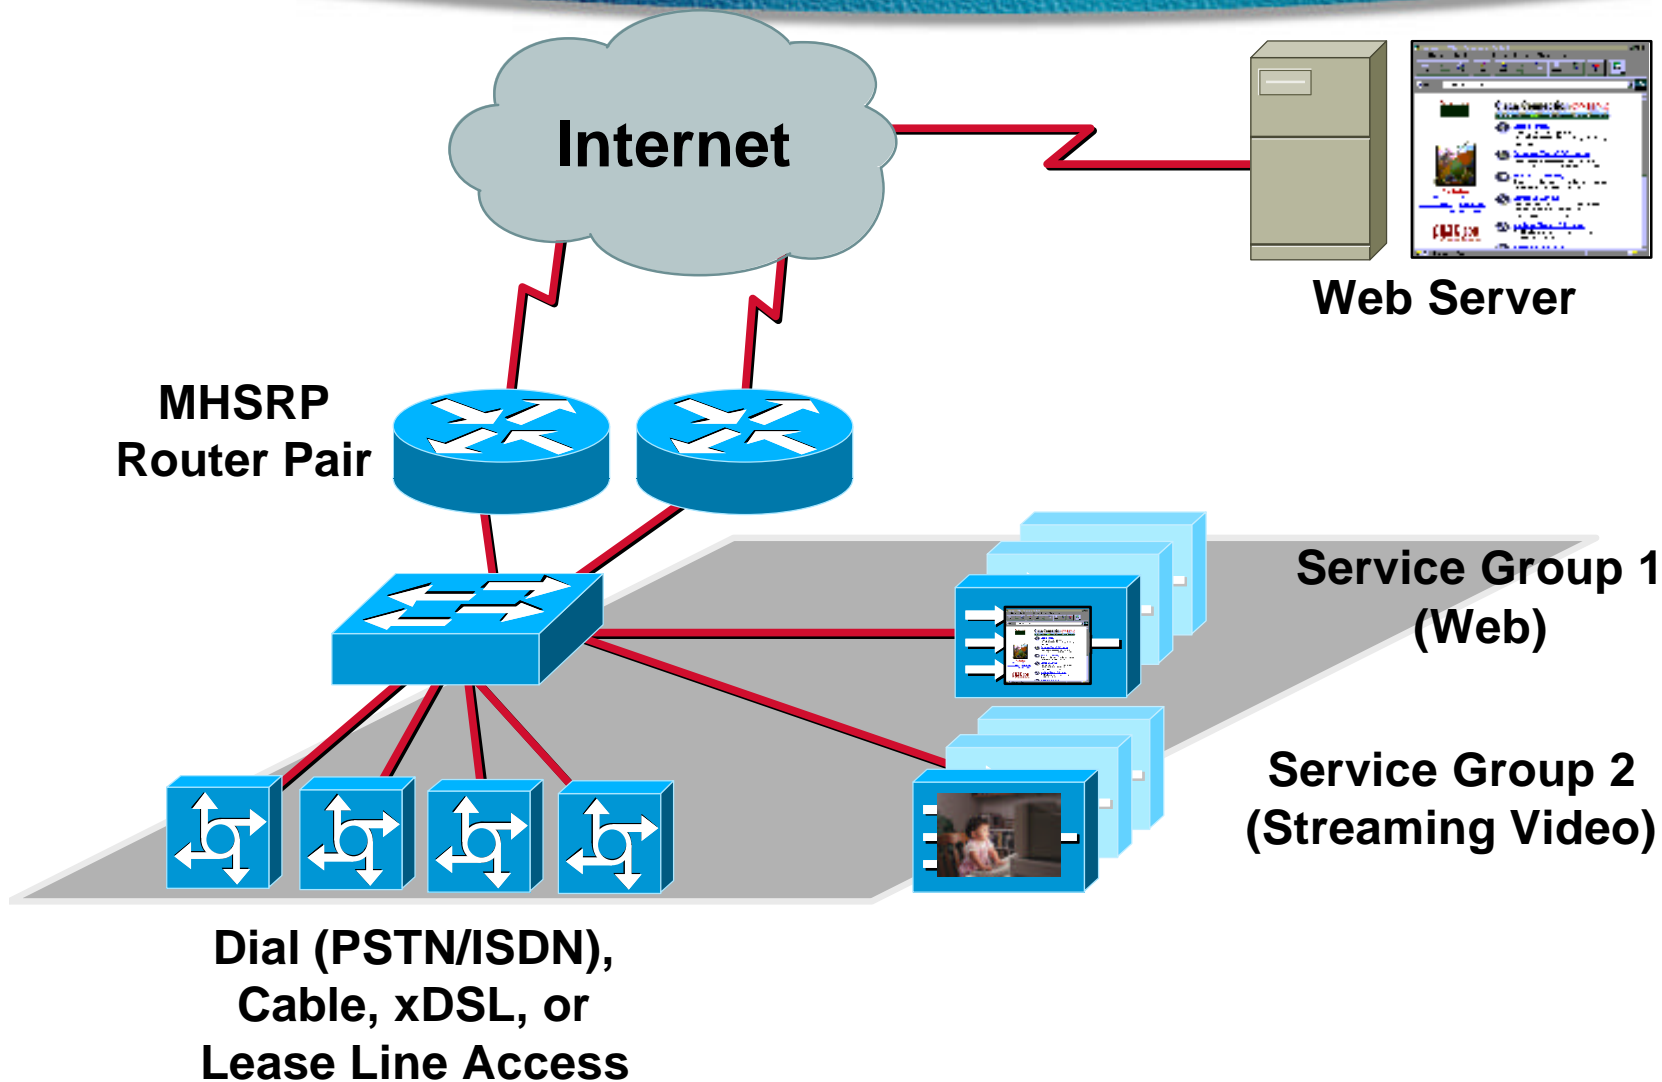 Internet
Web Server
MHSRP
Router Pair
Service Group 1
(Web)
Service Group 2
(Streaming Video)
Dial (PSTN/ISDN),
Cable, xDSL, or
Lease Line Access